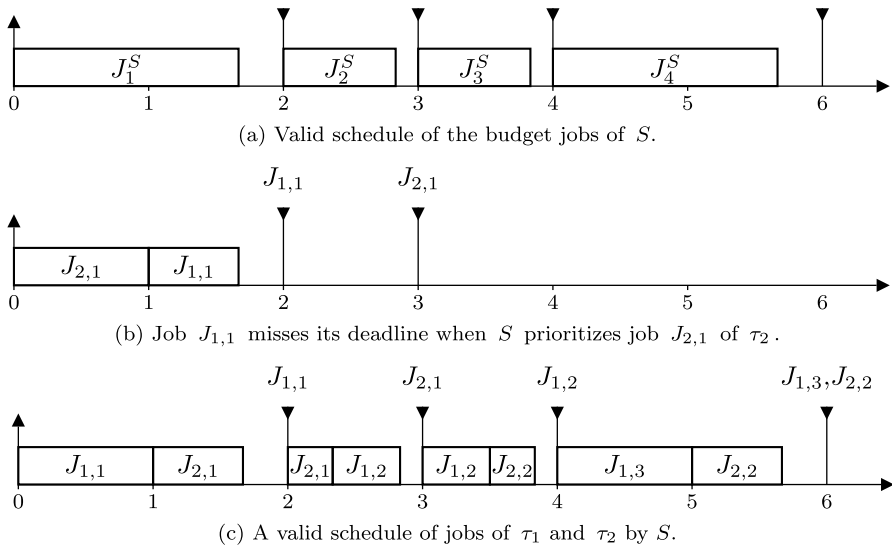 J_1^S J_2^S J_3^S J_4^S
0 1 2 3 4 5 6
(a) Valid schedule of the budget jobs of S.
J_{1,1} J_{2,1}
J_{2,1} J_{1,1}
0 1 2 3 4 5 6
(b) Job J_{1,1} misses its deadline when S prioritizes job J_{2,1} of τ_2.
J_{1,1} J_{2,1} J_{1,2} J_{1,3},J_{2,2}
J_{1,1} J_{2,1} J_{2,1} J_{1,2} J_{1,2} J_{2,2} J_{1,3} J_{2,2}
0 1 2 3 4 5 6
(c) A valid schedule of jobs of τ_1 and τ_2 by S.